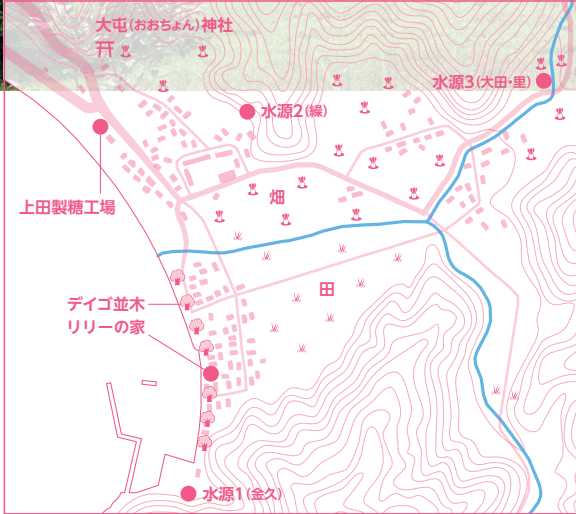 大屯(おおちょん)神社
水源3(大田・里)
水源2(繰)
上田製糖工場
畑
田
デイゴ並木
リリーの家
水源1(金久)